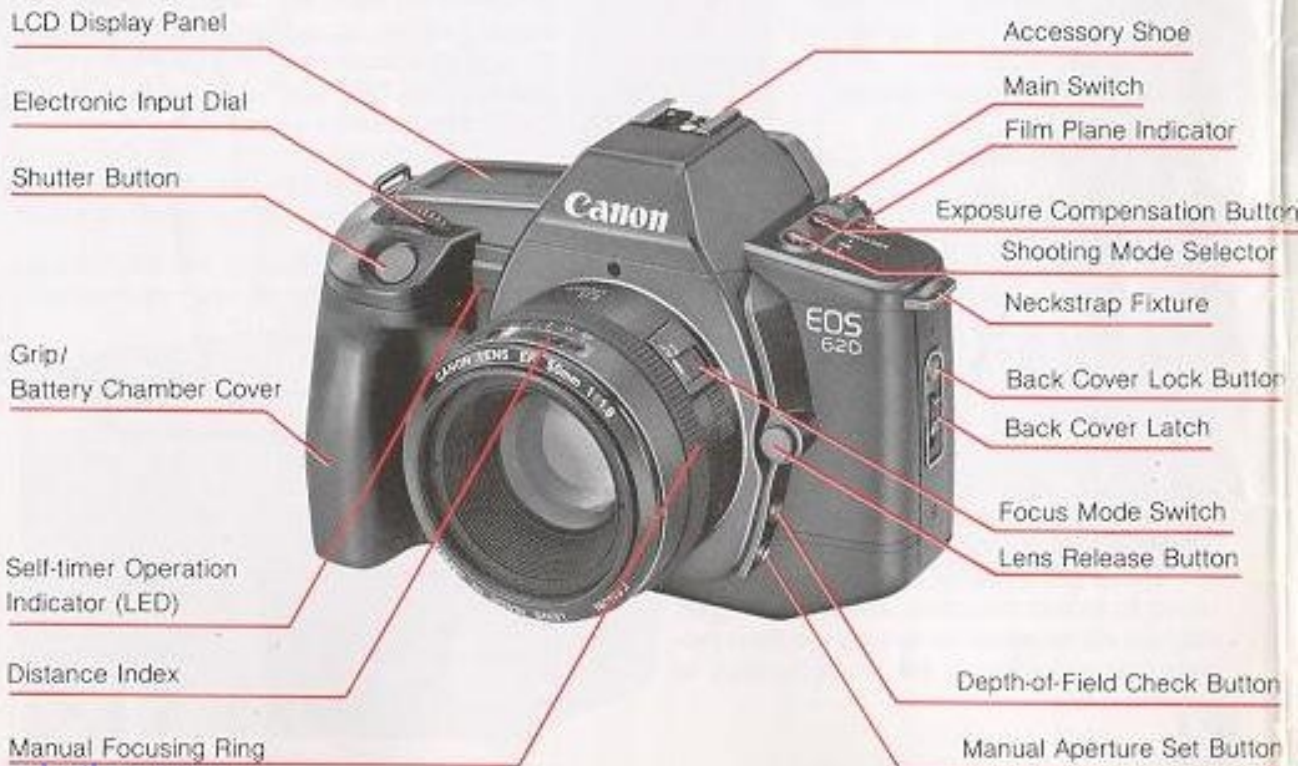 LCD Display Panel
Electronic Input Dial
Shutter Button
Grip/
Battery Chamber Cover
Self-timer Operation
Indicator (LED)
Distance Index
Manual Focusing Ring
Accessory Shoe
Main Switch
Film Plane Indicator
Exposure Compensation Button
Shooting Mode Selector
Neckstrap Fixture
Back Cover Lock Button
Back Cover Latch
Focus Mode Switch
Lens Release Button
Depth-of-Field Check Button
Manual Aperture Set Button
Canon
EOS
620
CANON LENS EF 50mm 1:1.8